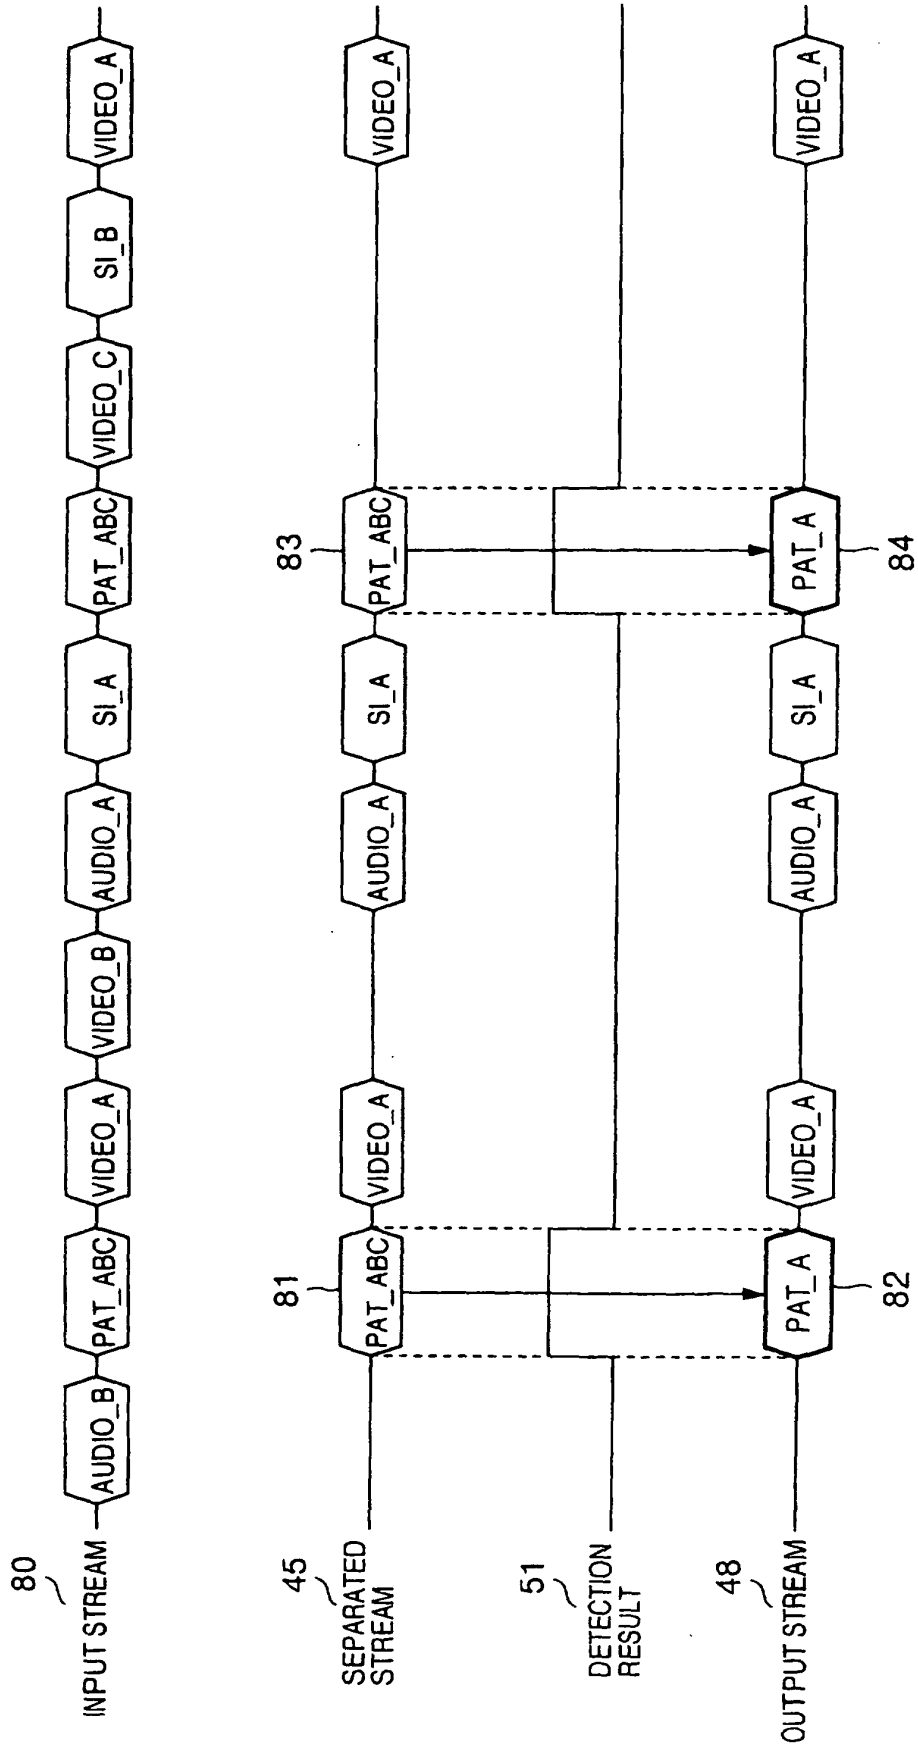 80
INPUT STREAM
AUDIO_B
PAT_ABC
VIDEO_A
VIDEO_B
AUDIO_A
SI_A
PAT_ABC
VIDEO_C
SI_B
VIDEO_A
45
SEPARATED
STREAM
81
PAT_ABC
VIDEO_A
AUDIO_A
SI_A
83
PAT_ABC
VIDEO_A
51
DETECTION
RESULT
48
OUTPUT STREAM
PAT_A
82
VIDEO_A
AUDIO_A
SI_A
PAT_A
84
VIDEO_A